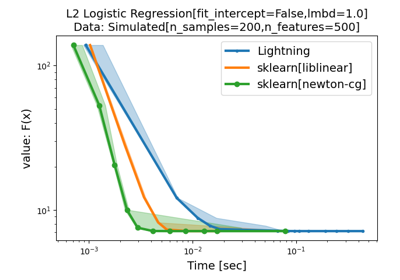 L2 Logistic Regression[fit_intercept=False,lmbd=1.0]
Data: Simulated[n_samples=200,n_features=500]
Lightning
sklearn[liblinear]
sklearn[newton-cg]
value: F(x)
10²
10¹
10⁻³
10⁻²
10⁻¹
Time [sec]